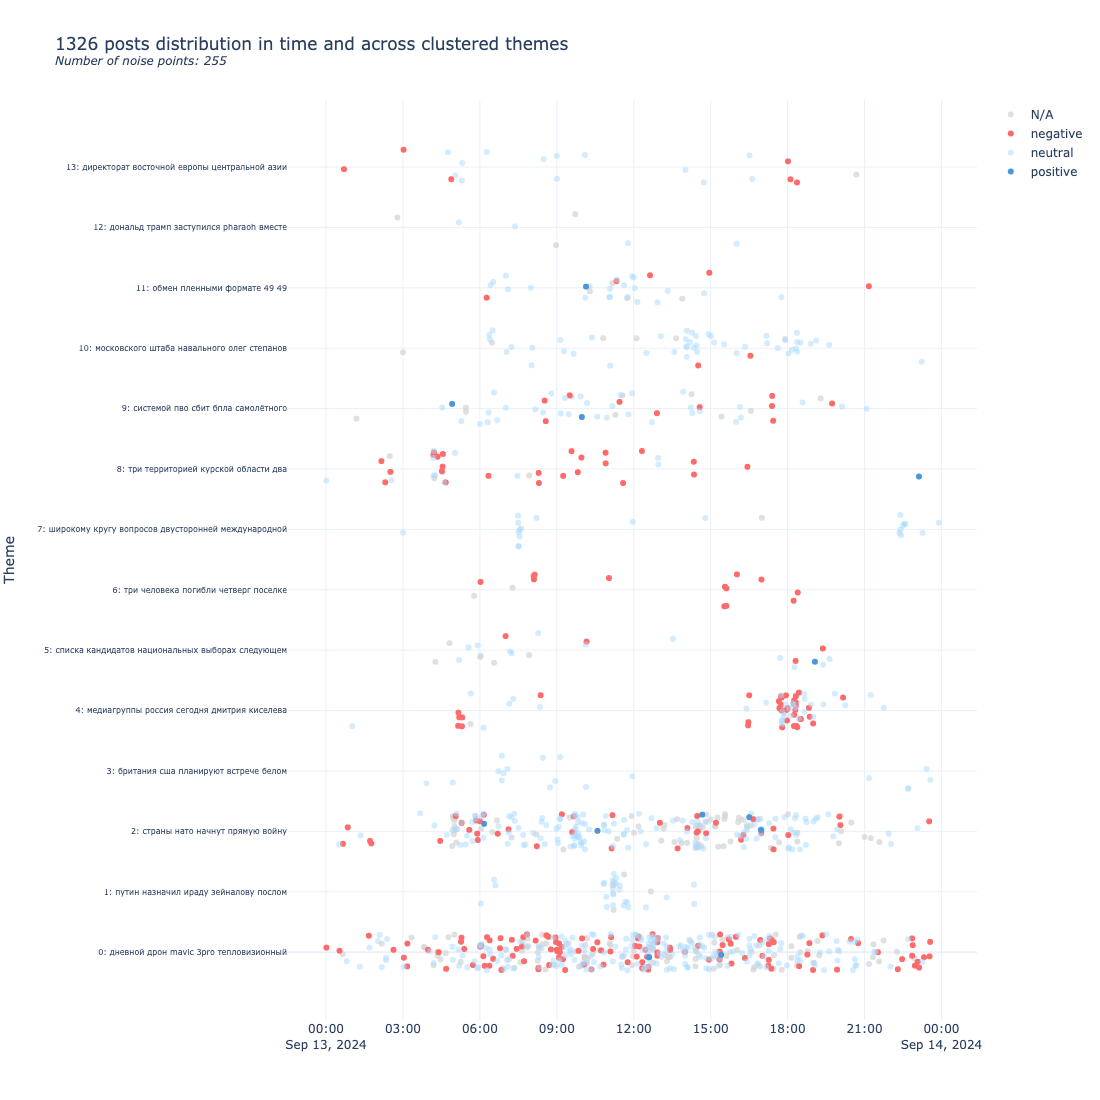 1326 posts distribution in time and across clustered themes
Number of noise points: 255
N/A
negative
neutral
positive
Theme
13: директорат восточной европы центральной азии
12: дональд трамп заступился pharaoh вместе
11: обмен пленными формате 49 49
10: московского штаба навального олег степанов
9: системой пво сбит бпла самолётного
8: три территорией курской области два
7: широкому кругу вопросов двусторонней международной
6: три человека погибли четверг поселке
5: списка кандидатов национальных выборах следующем
4: медиагруппы россия сегодня дмитрия киселева
3: британия сша планируют встрече белом
2: страны нато начнут прямую войну
1: путин назначил ираду зейналову послом
0: дневной дрон mavic 3pro тепловизионный
00:00 03:00 06:00 09:00 12:00 15:00 18:00 21:00 00:00
Sep 13, 2024 Sep 14, 2024